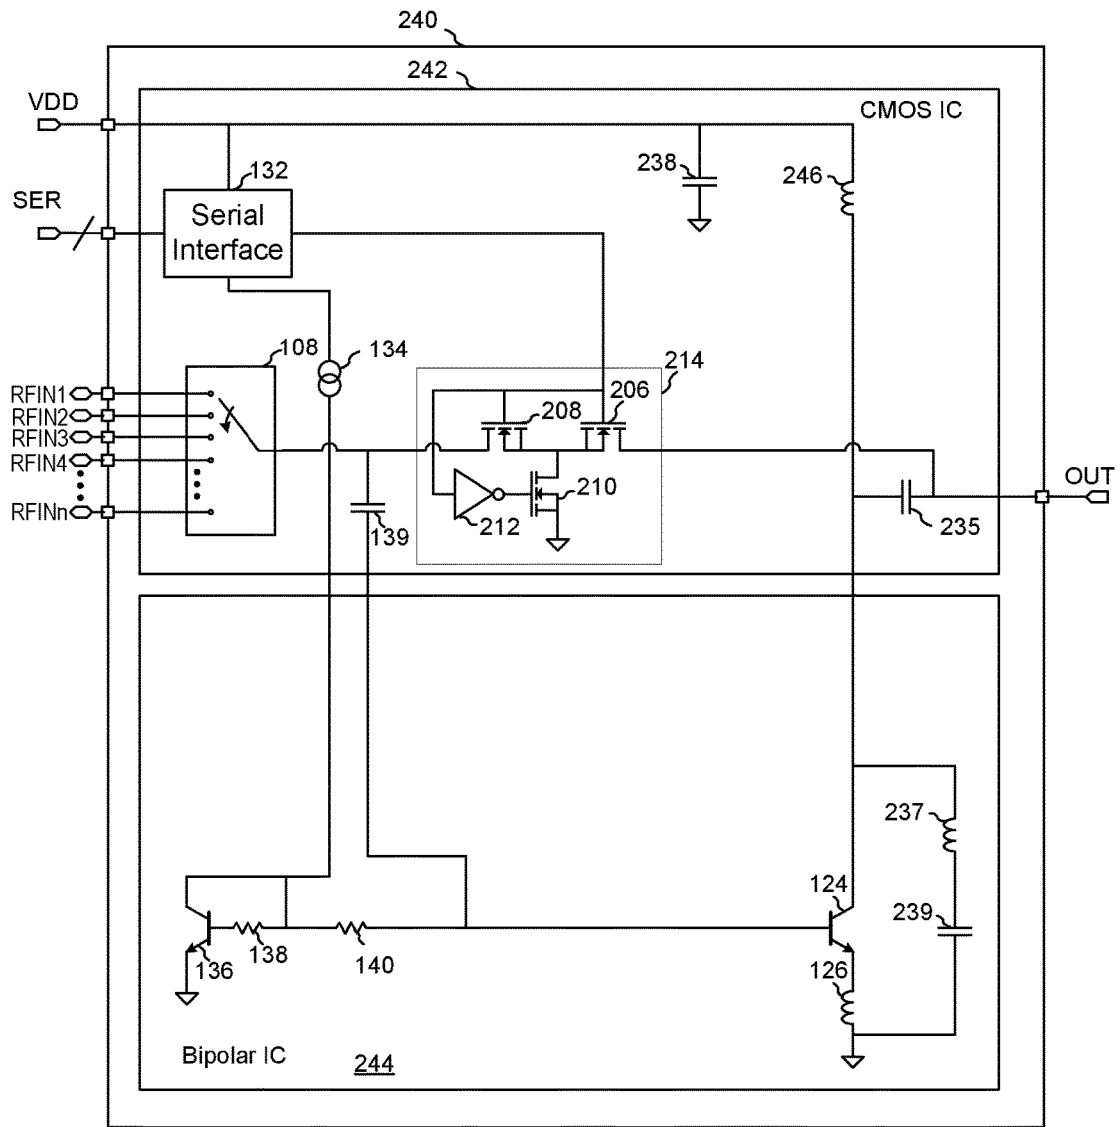 240
242
VDD
CMOS IC
132
238
246
SER
Serial
Interface
108
134
214
206
RFIN1
208
RFIN2
RFIN3
RFIN4
210
OUT
RFINn
139
212
235
237
124
239
138
136
140
126
Bipolar IC
244